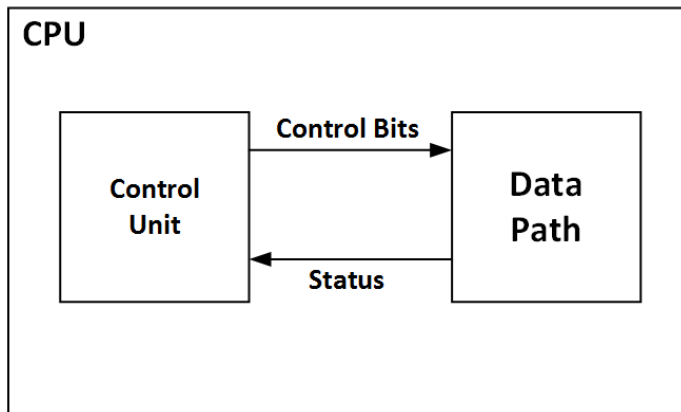 CPU
Control Bits
Control
Unit
Data
Path
Status